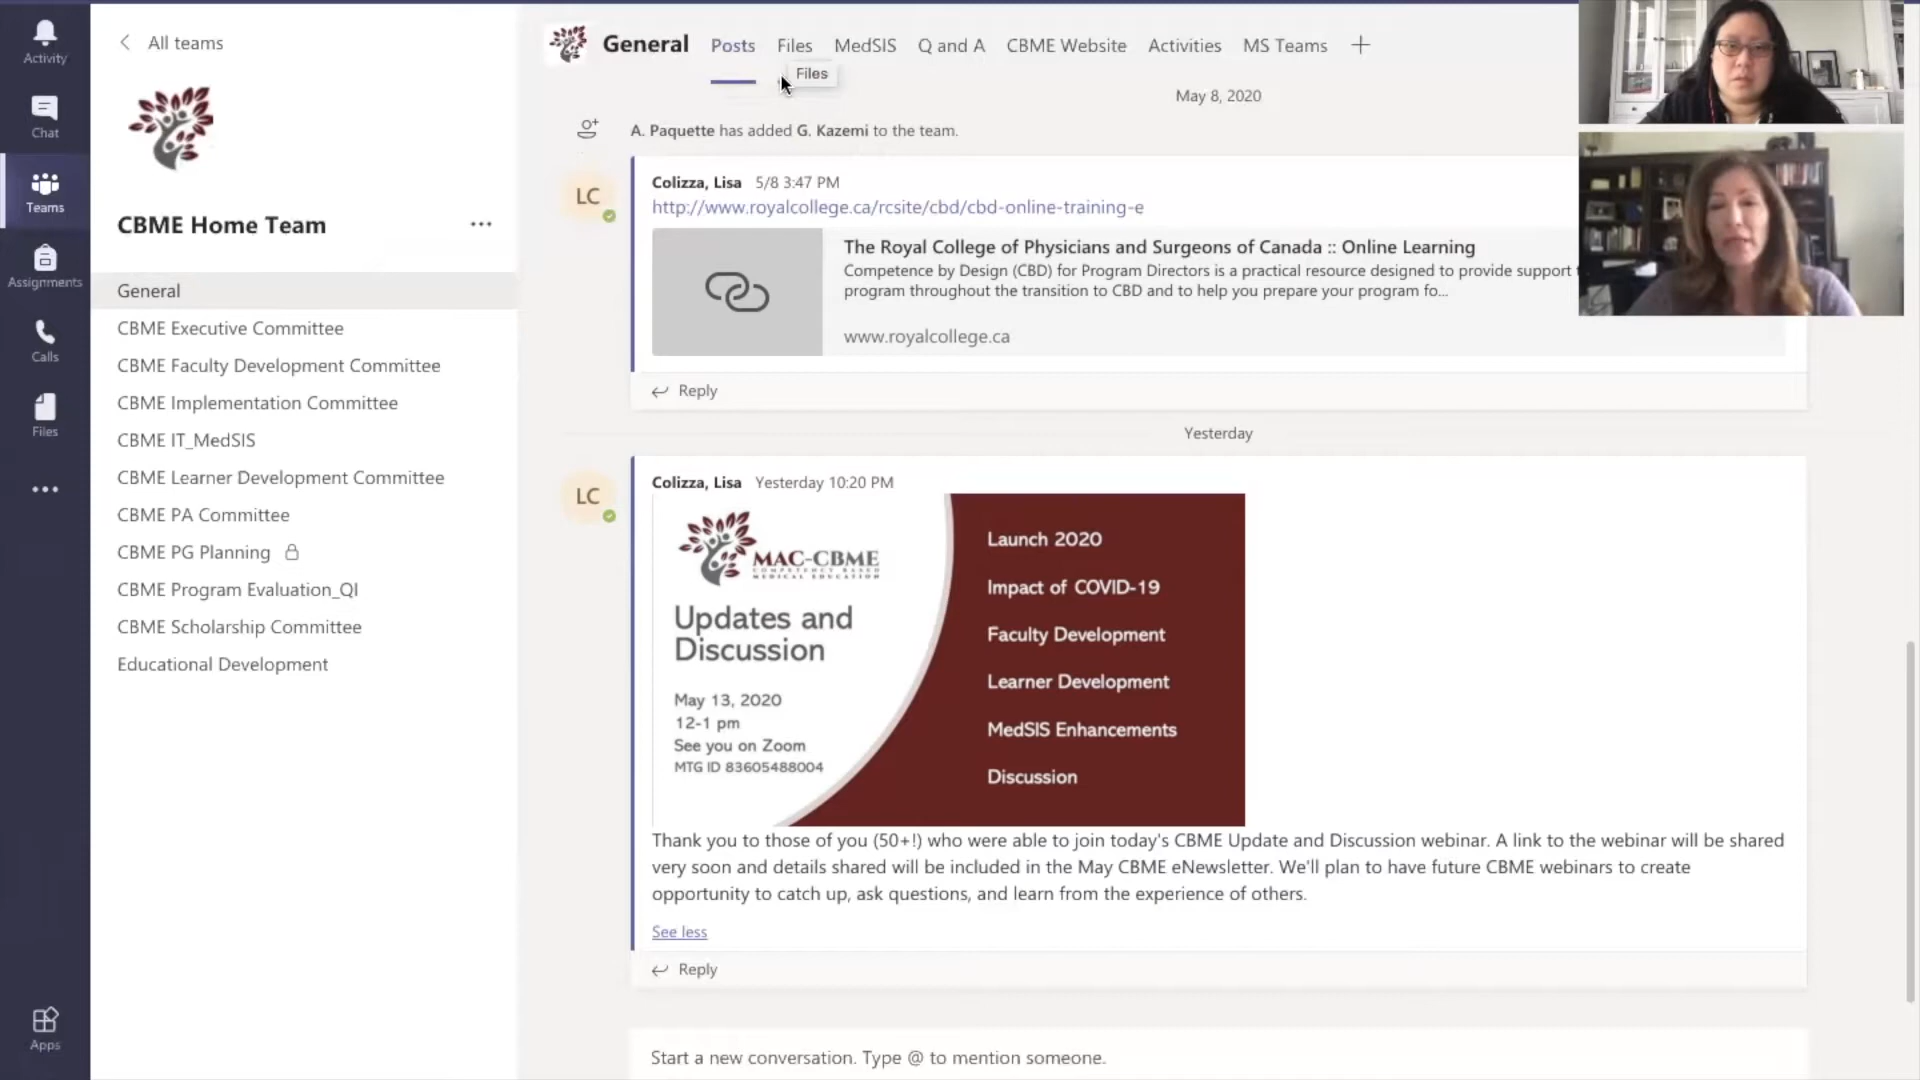 Activity
Chat
Teams
Assignments
Calls
Files
Apps
All teams
CBME Home Team
General
CBME Executive Committee
CBME Faculty Development Committee
CBME Implementation Committee
CBME IT_MedSIS
CBME Learner Development Committee
CBME PA Committee
CBME PG Planning
CBME Program Evaluation_QI
CBME Scholarship Committee
Educational Development
General Posts Files MedSIS Q and A CBME Website Activities MS Teams
Files
May 8, 2020
A. Paquette has added G. Kazemi to the team.
LC
Colizza, Lisa 5/8 3:47 PM
http://www.royalcollege.ca/rcsite/cbd/cbd-online-training-e
The Royal College of Physicians and Surgeons of Canada :: Online Learning
Competence by Design (CBD) for Program Directors is a practical resource designed to provide support
program throughout the transition to CBD and to help you prepare your program fo...
www.royalcollege.ca
Reply
Yesterday
LC
Colizza, Lisa Yesterday 10:20 PM
MAC-CBME
COMPETENCY BASED
MEDICAL EDUCATION
Updates and
Discussion
May 13, 2020
12-1 pm
See you on Zoom
MTG ID 83605488004
Launch 2020
Impact of COVID-19
Faculty Development
Learner Development
MedSIS Enhancements
Discussion
Thank you to those of you (50+!) who were able to join today's CBME Update and Discussion webinar. A link to the webinar will be shared
very soon and details shared will be included in the May CBME eNewsletter. We'll plan to have future CBME webinars to create
opportunity to catch up, ask questions, and learn from the experience of others.
See less
Reply
Start a new conversation. Type @ to mention someone.